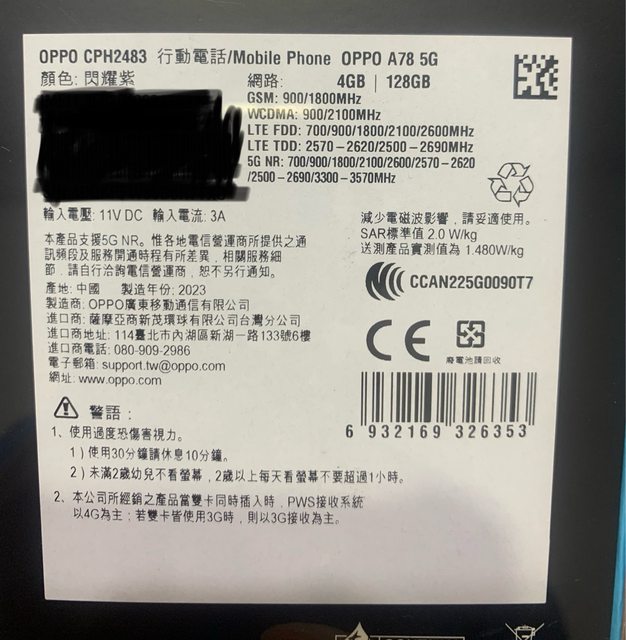 OPPO CPH2483 行動電話/Mobile Phone OPPO A78 5G
顏色: 閃耀紫
網路: 4GB | 128GB
GSM: 900/1800MHz
WCDMA: 900/2100MHz
LTE FDD: 700/900/1800/2100/2600MHz
LTE TDD: 2570-2620/2500-2690MHz
5G NR: 700/900/1800/2100/2600/2570-2620
/2500-2690/3300-3570MHz
輸入電壓: 11V DC 輸入電流: 3A
本產品支援5G NR。惟各地電信營運商所提供之通
訊頻段及服務開通時程有所差異，相關服務細
節，請自行洽詢電信營運商，恕不另行通知。
產地: 中國 製造年份: 2023
製造商: OPPO廣東移動通信有限公司
進口商: 薩摩亞商新茂環球有限公司台灣分公司
進口商地址: 114臺北市內湖區新湖一路133號6樓
進口商電話: 080-909-2986
電子郵箱: support.tw@oppo.com
網址: www.oppo.com
減少電磁波影響，請妥適使用。
SAR標準值 2.0 W/kg
送測產品實測值為 1.480W/kg
CCAN225G0090T7
CE
廢電池請回收
6 932169 326353
警語：
1、使用過度恐傷害視力。
1）使用30分鐘請休息10分鐘。
2）未滿2歲幼兒不看螢幕，2歲以上每天看螢幕不要超過1小時。
2、本公司所經銷之產品當雙卡同時插入時，PWS接收系統
以4G為主；若雙卡皆使用3G時，則以3G接收為主。